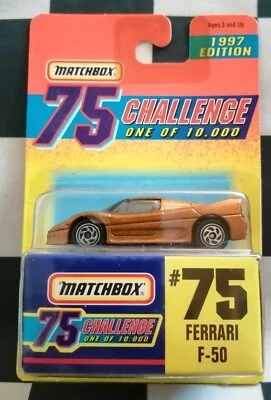 Ages 3 and Up
1997
EDITION
MATCHBOX
75 CHALLENGE
ONE OF 10,000
MATCHBOX
75 CHALLENGE
ONE OF 10,000
#75
FERRARI
F-50